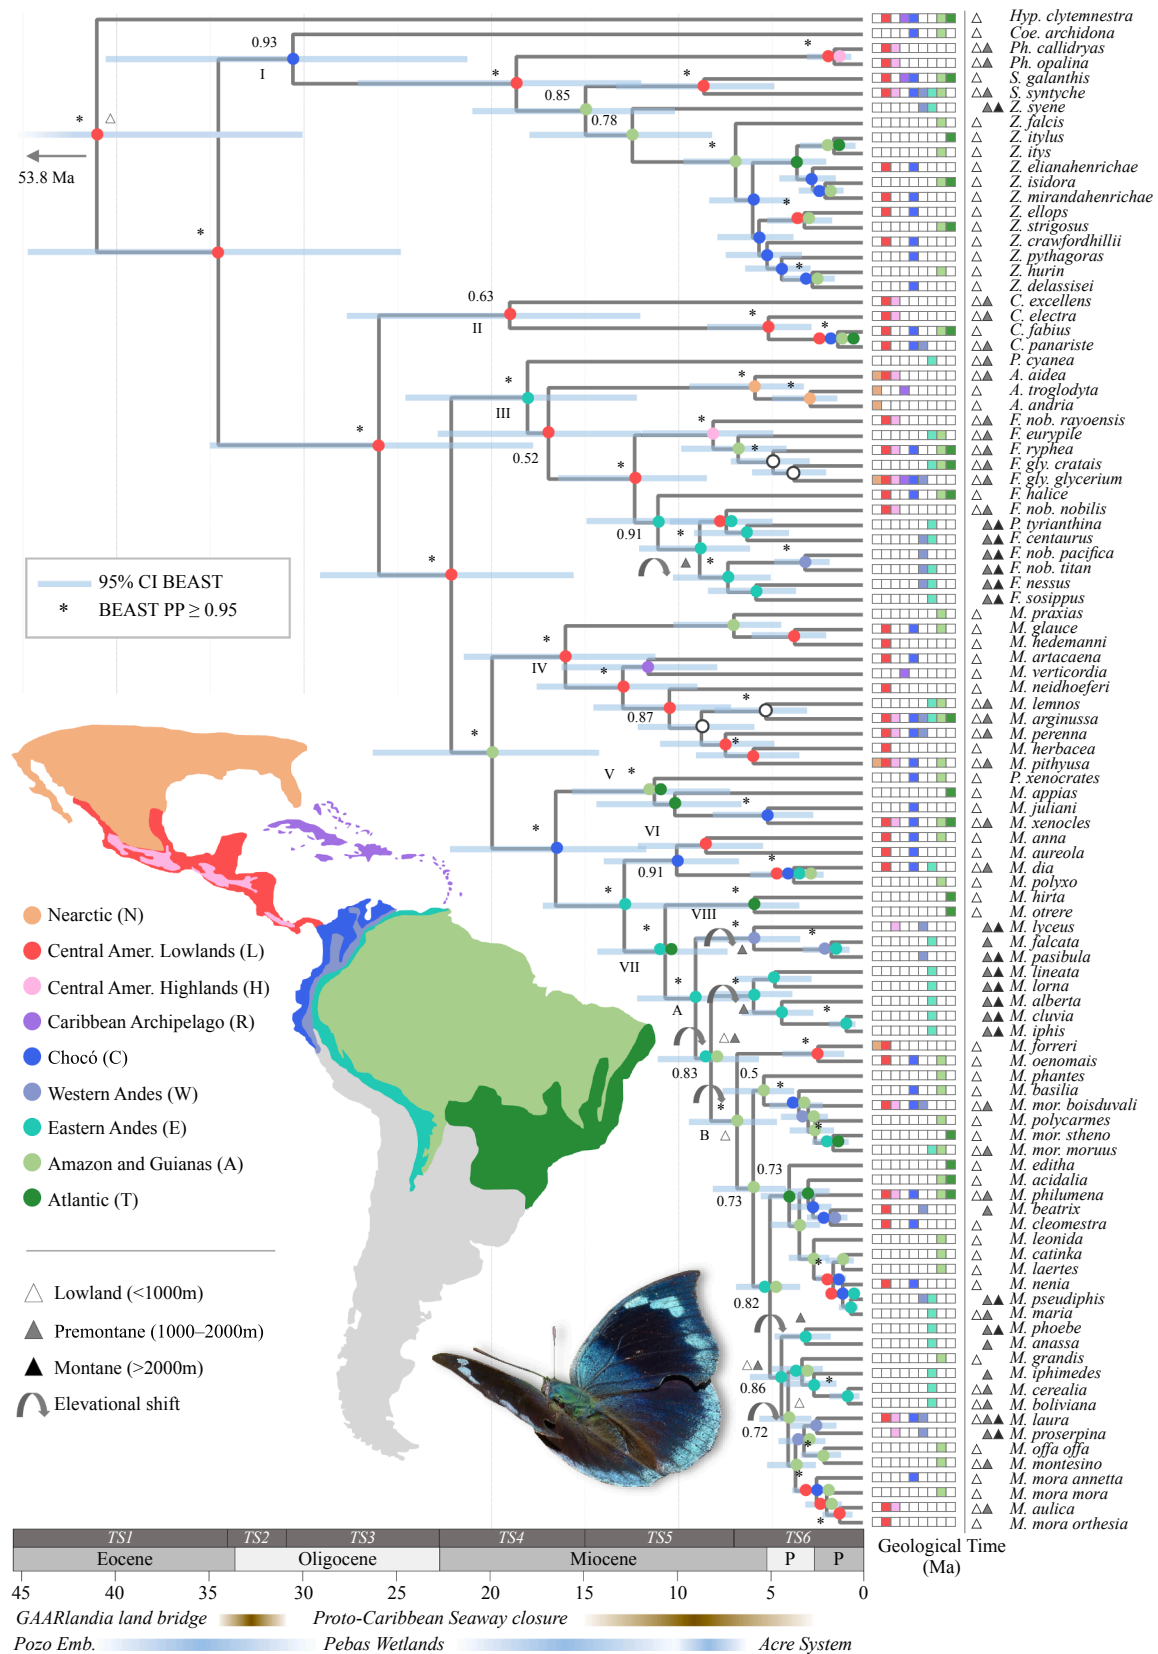 Hyp. clytemnestra
Coe. archidona
Ph. callidryas
Ph. opalina
S. galanthis
S. syntyche
Z. syene
Z. falcis
Z. itylus
Z. itys
Z. elianahenrichae
Z. isidora
Z. mirandahenrichae
Z. ellops
Z. strigosus
Z. crawfordhillii
Z. pythagoras
Z. hurin
Z. delassisei
C. excellens
C. electra
C. fabius
C. panariste
P. cyanea
A. aidea
A. troglodyta
A. andria
F. nob. rayoensis
F. eurypile
F. ryphea
F. gly. cratais
F. gly. glycerium
F. halice
F. nob. nobilis
P. tyrianthina
F. centaurus
F. nob. pacifica
F. nob. titan
F. nessus
F. sosippus
M. praxias
M. glauce
M. hedemanni
M. artacaena
M. verticordia
M. neidhoeferi
M. lemnos
M. arginussa
M. perenna
M. herbacea
M. pithyusa
P. xenocrates
M. appias
M. juliani
M. xenocles
M. anna
M. aureola
M. dia
M. polyxo
M. hirta
M. otrere
M. lyceus
M. falcata
M. pasibula
M. lineata
M. lorna
M. alberta
M. cluvia
M. iphis
M. forreri
M. oenomais
M. phantes
M. basilia
M. mor. boisduvali
M. polycarmes
M. mor. stheno
M. mor. moruus
M. editha
M. acidalia
M. philumena
M. beatrix
M. cleomestra
M. leonida
M. catinka
M. laertes
M. nenia
M. pseudiphis
M. maria
M. phoebe
M. anassa
M. grandis
M. iphimedes
M. cerealia
M. boliviana
M. laura
M. proserpina
M. offa offa
M. montesino
M. mora annetta
M. mora mora
M. aulica
M. mora orthesia
0.93
I
*
*
*
0.85
0.78
*
*
53.8 Ma
*
*
*
0.63
II
*
*
*
*
*
III
*
0.52
*
*
*
0.91
*
*
*
*
95% CI BEAST
* BEAST PP ≥ 0.95
*
IV
*
0.87
*
*
*
V
*
*
*
VI
0.91
*
*
*
VIII
*
*
*
VII
*
*
A
*
*
0.83
0.5
*
*
B
*
0.73
0.73
*
0.82
0.86
*
0.72
*
*
*
Nearctic (N)
Central Amer. Lowlands (L)
Central Amer. Highlands (H)
Caribbean Archipelago (R)
Chocó (C)
Western Andes (W)
Eastern Andes (E)
Amazon and Guianas (A)
Atlantic (T)
Lowland (<1000m)
Premontane (1000–2000m)
Montane (>2000m)
Elevational shift
TS1 TS2 TS3 TS4 TS5 TS6
Eocene Oligocene Miocene P P
Geological Time
(Ma)
45 40 35 30 25 20 15 10 5 0
GAARlandia land bridge Proto-Caribbean Seaway closure
Pozo Emb. Pebas Wetlands Acre System